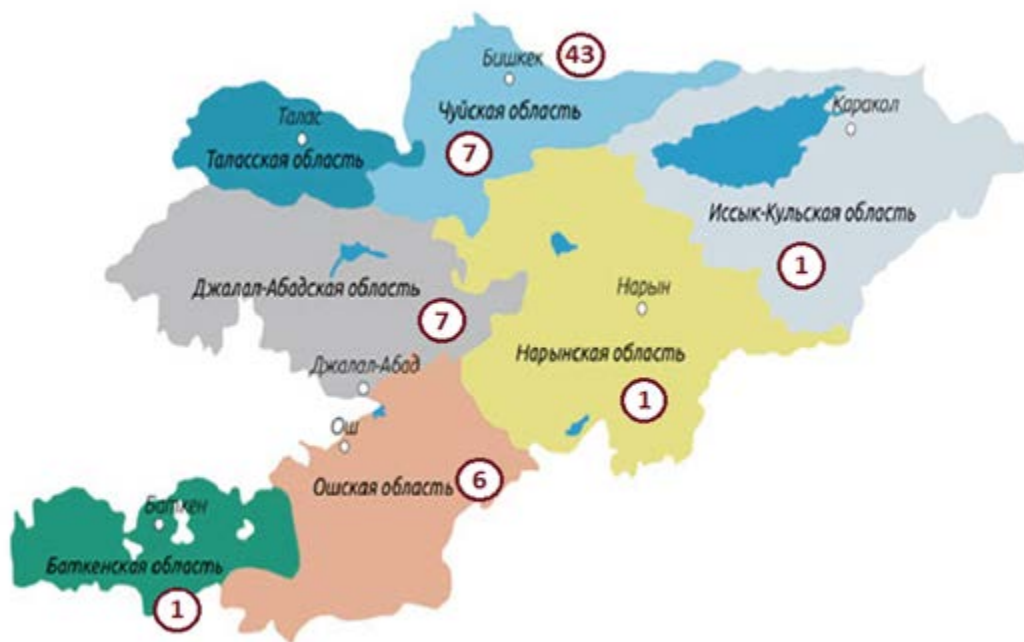 Бишкек
43
Чуйская область
7
Талас
Таласская область
Каракол
Иссык-Кульская область
1
Джалал-Абадская область
7
Нарын
Нарынская область
1
Джалал-Абад
Ош
Ошская область
6
Баткен
Баткенская область
1